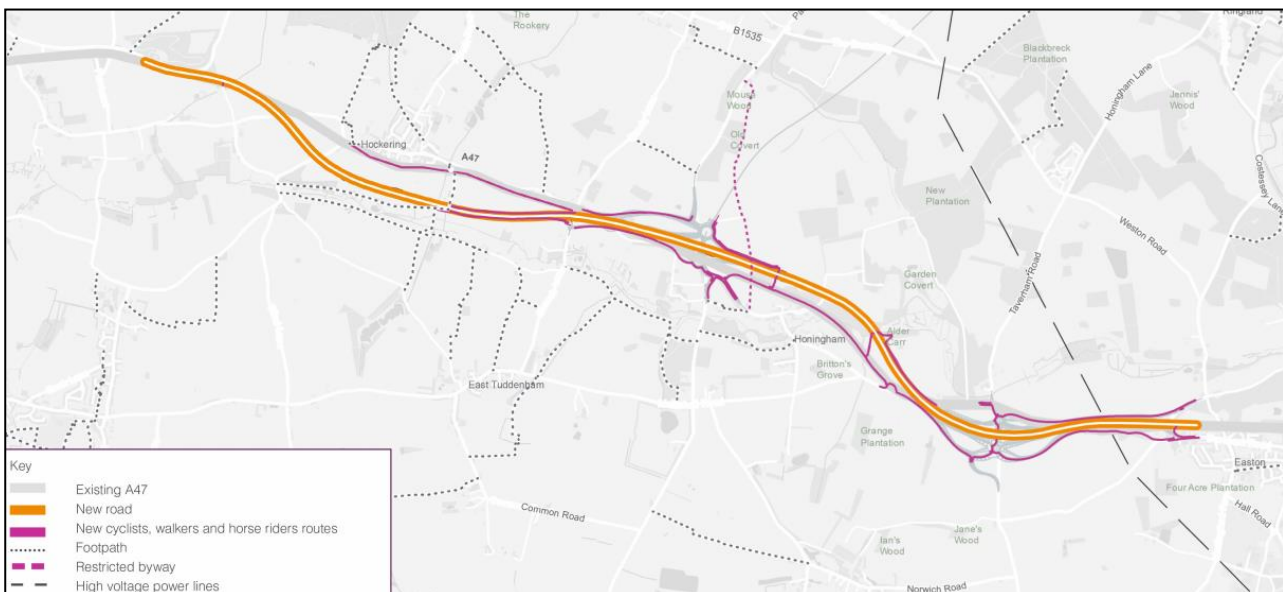 The
Rookery
B1535
Ringland
Blackbreck
Plantation
Honingham Lane
Jennis'
Wood
Mouse
Wood
Old
Covert
Hockering
A47
Costessey Lane
New
Plantation
Weston Road
Taverham Road
Garden
Covert
Honingham
Alder
Carr
Britton's
Grove
East Tuddenham
Grange
Plantation
Easton
Four Acre Plantation
Hall Road
Common Road
Ian's
Wood
Jane's
Wood
Norwich Road
Key
Existing A47
New road
New cyclists, walkers and horse riders routes
Footpath
Restricted byway
High voltage power lines